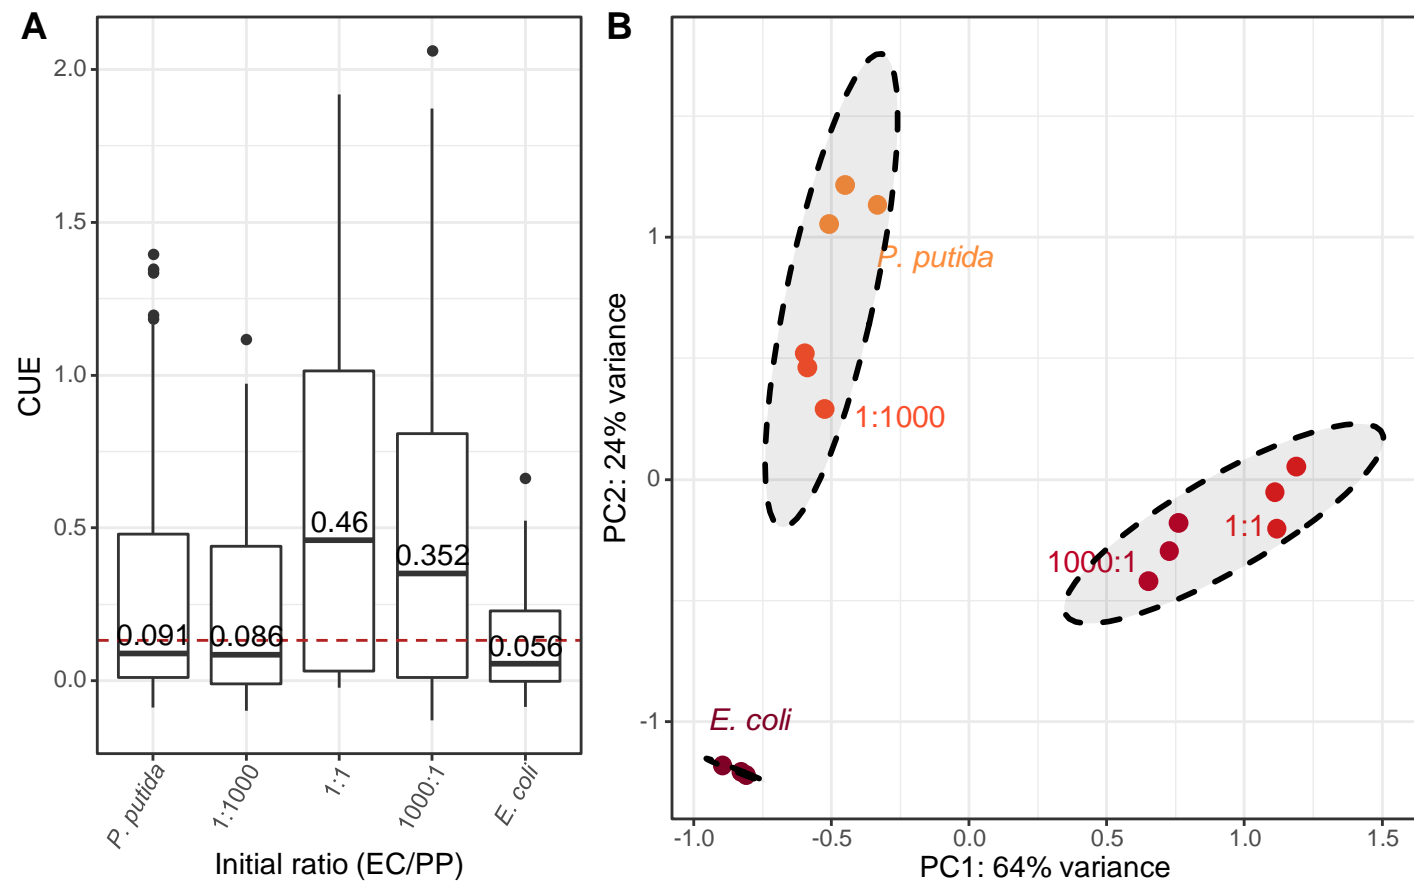 A
2.0
1.5
1.0
0.5
0.0
CUE
0.091
0.086
0.46
0.352
0.056
P. putida
1:1000
1:1
1000:1
E. coli
Initial ratio (EC/PP)
B
1
0
-1
PC2: 24% variance
P. putida
1:1000
1:1
1000:1
E. coli
-1.0
-0.5
0.0
0.5
1.0
1.5
PC1: 64% variance